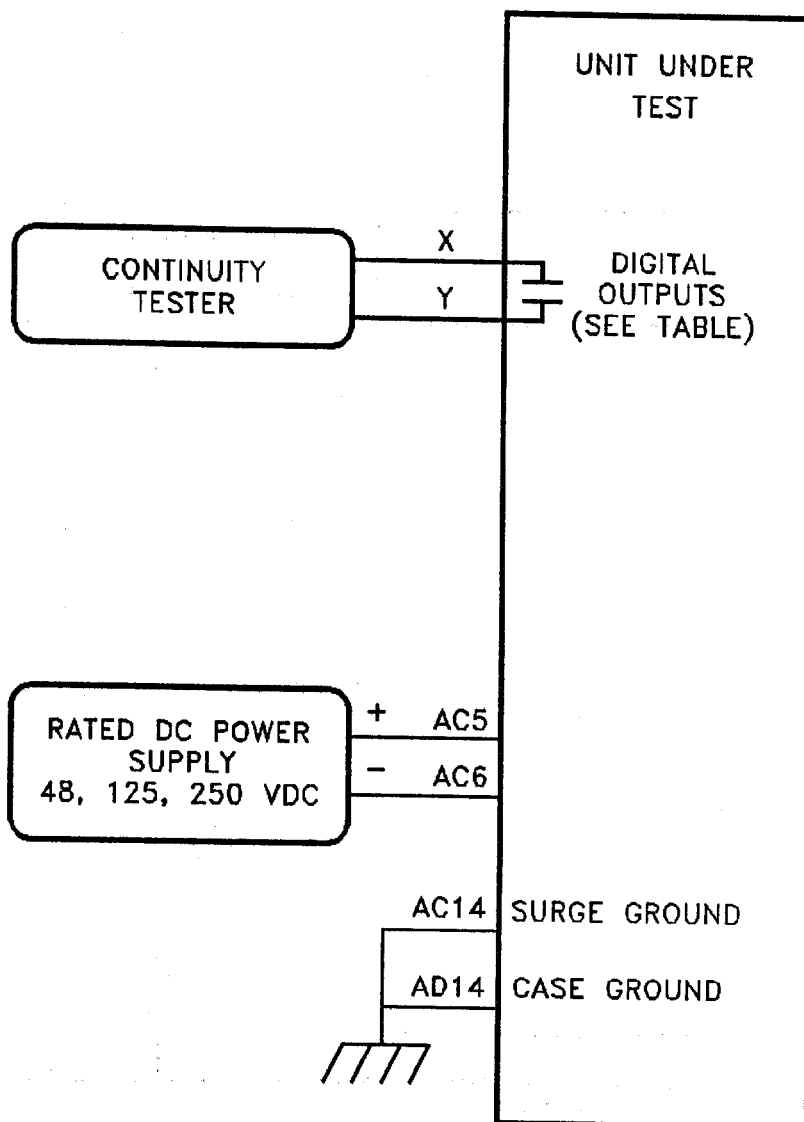 UNIT UNDER
TEST
CONTINUITY
TESTER
X
Y
DIGITAL
OUTPUTS
(SEE TABLE)
RATED DC POWER
SUPPLY
48, 125, 250 VDC
+ AC5
- AC6
AC14 SURGE GROUND
AD14 CASE GROUND